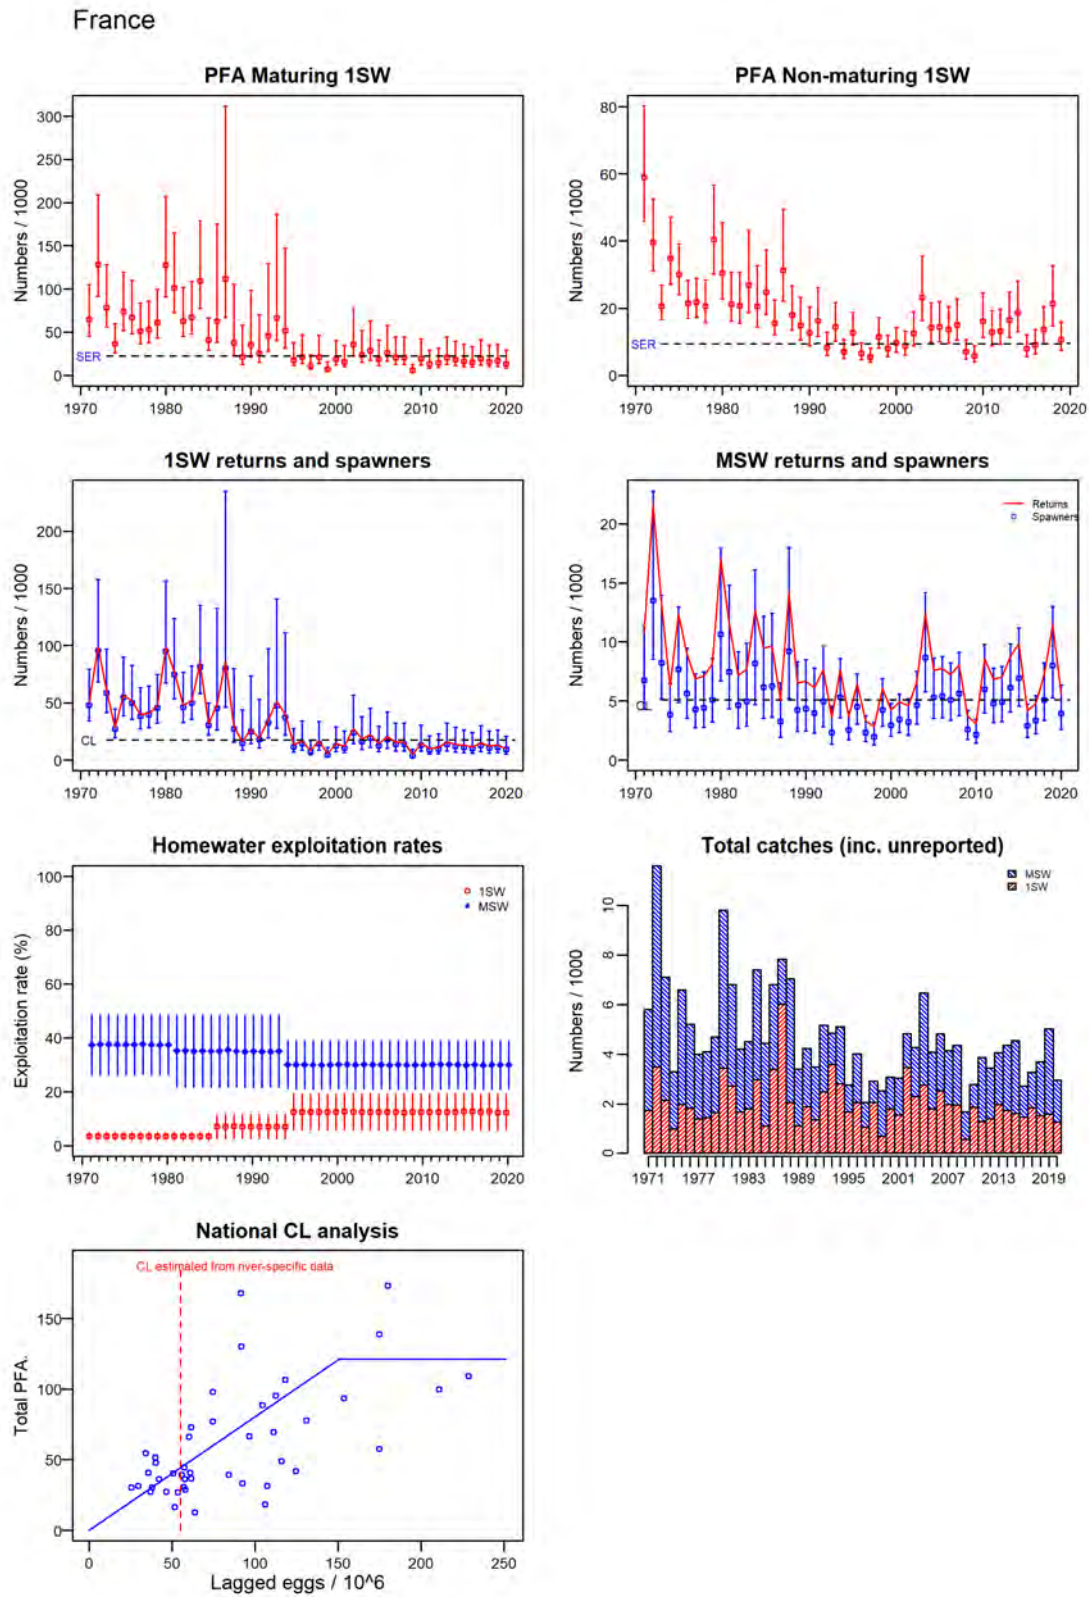 France
PFA Maturing 1SW
Numbers / 1000
300
250
200
150
100
50
0
SER
1970 1980 1990 2000 2010 2020
PFA Non-maturing 1SW
Numbers / 1000
80
60
40
20
0
SER
1970 1980 1990 2000 2010 2020
1SW returns and spawners
Numbers / 1000
200
150
100
50
0
CL
1970 1980 1990 2000 2010 2020
MSW returns and spawners
Numbers / 1000
20
15
10
5
0
CL
Returns
Spawners
1970 1980 1990 2000 2010 2020
Homewater exploitation rates
Exploitation rate (%)
100
80
60
40
20
0
1SW
MSW
1970 1980 1990 2000 2010 2020
Total catches (inc. unreported)
Numbers / 1000
10
8
6
4
2
0
MSW
1SW
1971 1977 1983 1989 1995 2001 2007 2013 2019
National CL analysis
CL estimated from river-specific data
Total PFA.
150
100
50
0
0 50 100 150 200 250
Lagged eggs / 10^6